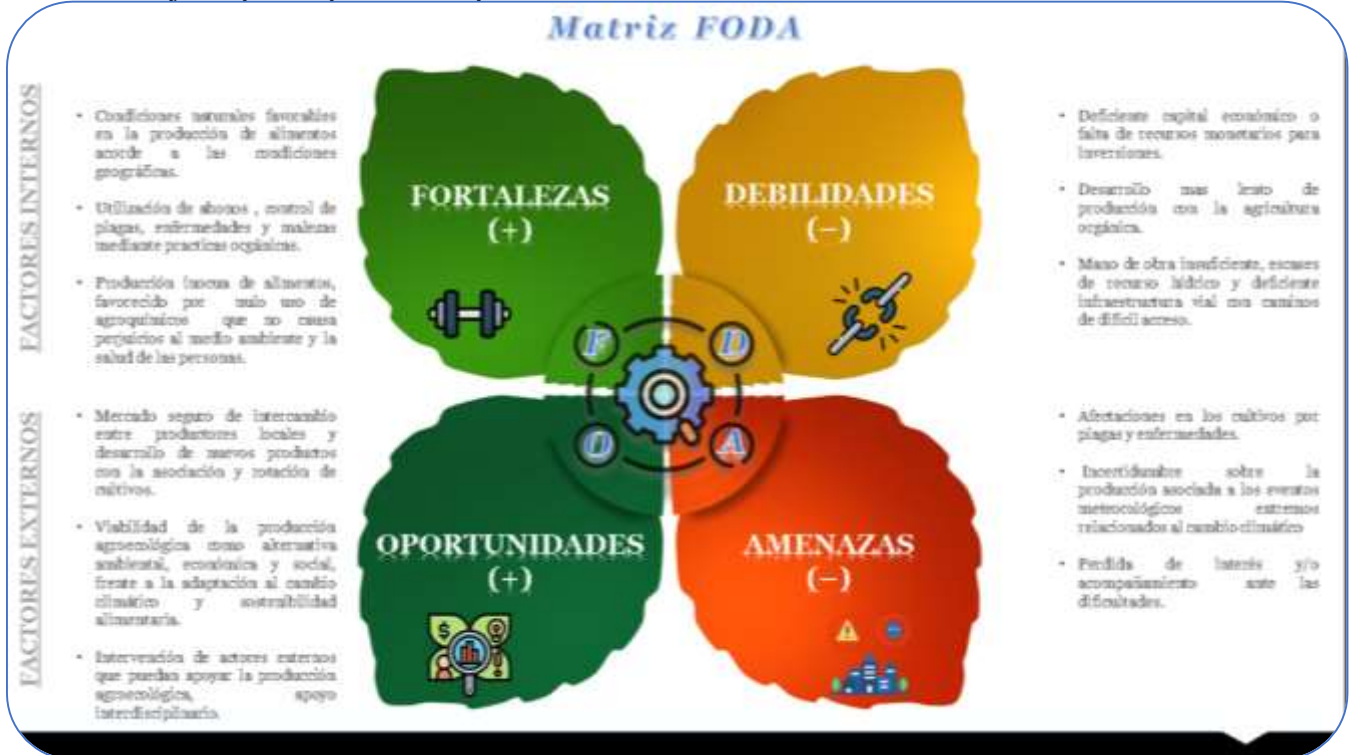 Matriz FODA
FACTORES INTERNOS
• Condiciones naturales favorables
en la producción de alimentos
acorde a las condiciones
geográficas.
• Utilización de abonos , control de
plagas, enfermedades y malezas
mediante practicas orgánicas.
• Producción inocua de alimentos,
favorecido por nulo uso de
agroquímicos que no causa
perjuicios al medio ambiente y la
salud de las personas.
FORTALEZAS
(+)
DEBILIDADES
(−)
• Deficiente capital económico o
falta de recursos monetarios para
inversiones.
• Desarrollo mas lento de
producción con la agricultura
orgánica.
• Mano de obra insuficiente, escases
de recurso hídrico y deficiente
infraestructura vial con caminos
de difícil acceso.
F
D
O
A
FACTORES EXTERNOS
• Mercado seguro de intercambio
entre productores locales y
desarrollo de nuevos productos
con la asociación y rotación de
cultivos.
• Viabilidad de la producción
agroecológica como alternativa
ambiental, económica y social,
frente a la adaptación al cambio
climático y sostenibilidad
alimentaria.
• Intervención de actores externos
que puedan apoyar la producción
agroecológica, apoyo
interdisciplinario.
OPORTUNIDADES
(+)
$
AMENAZAS
(−)
• Afectaciones en los cultivos por
plagas y enfermedades.
• Incertidumbre sobre la
producción asociada a los eventos
meteorológicos extremos
relacionados al cambio climático
• Perdida de interés y/o
acompañamiento ante las
dificultades.